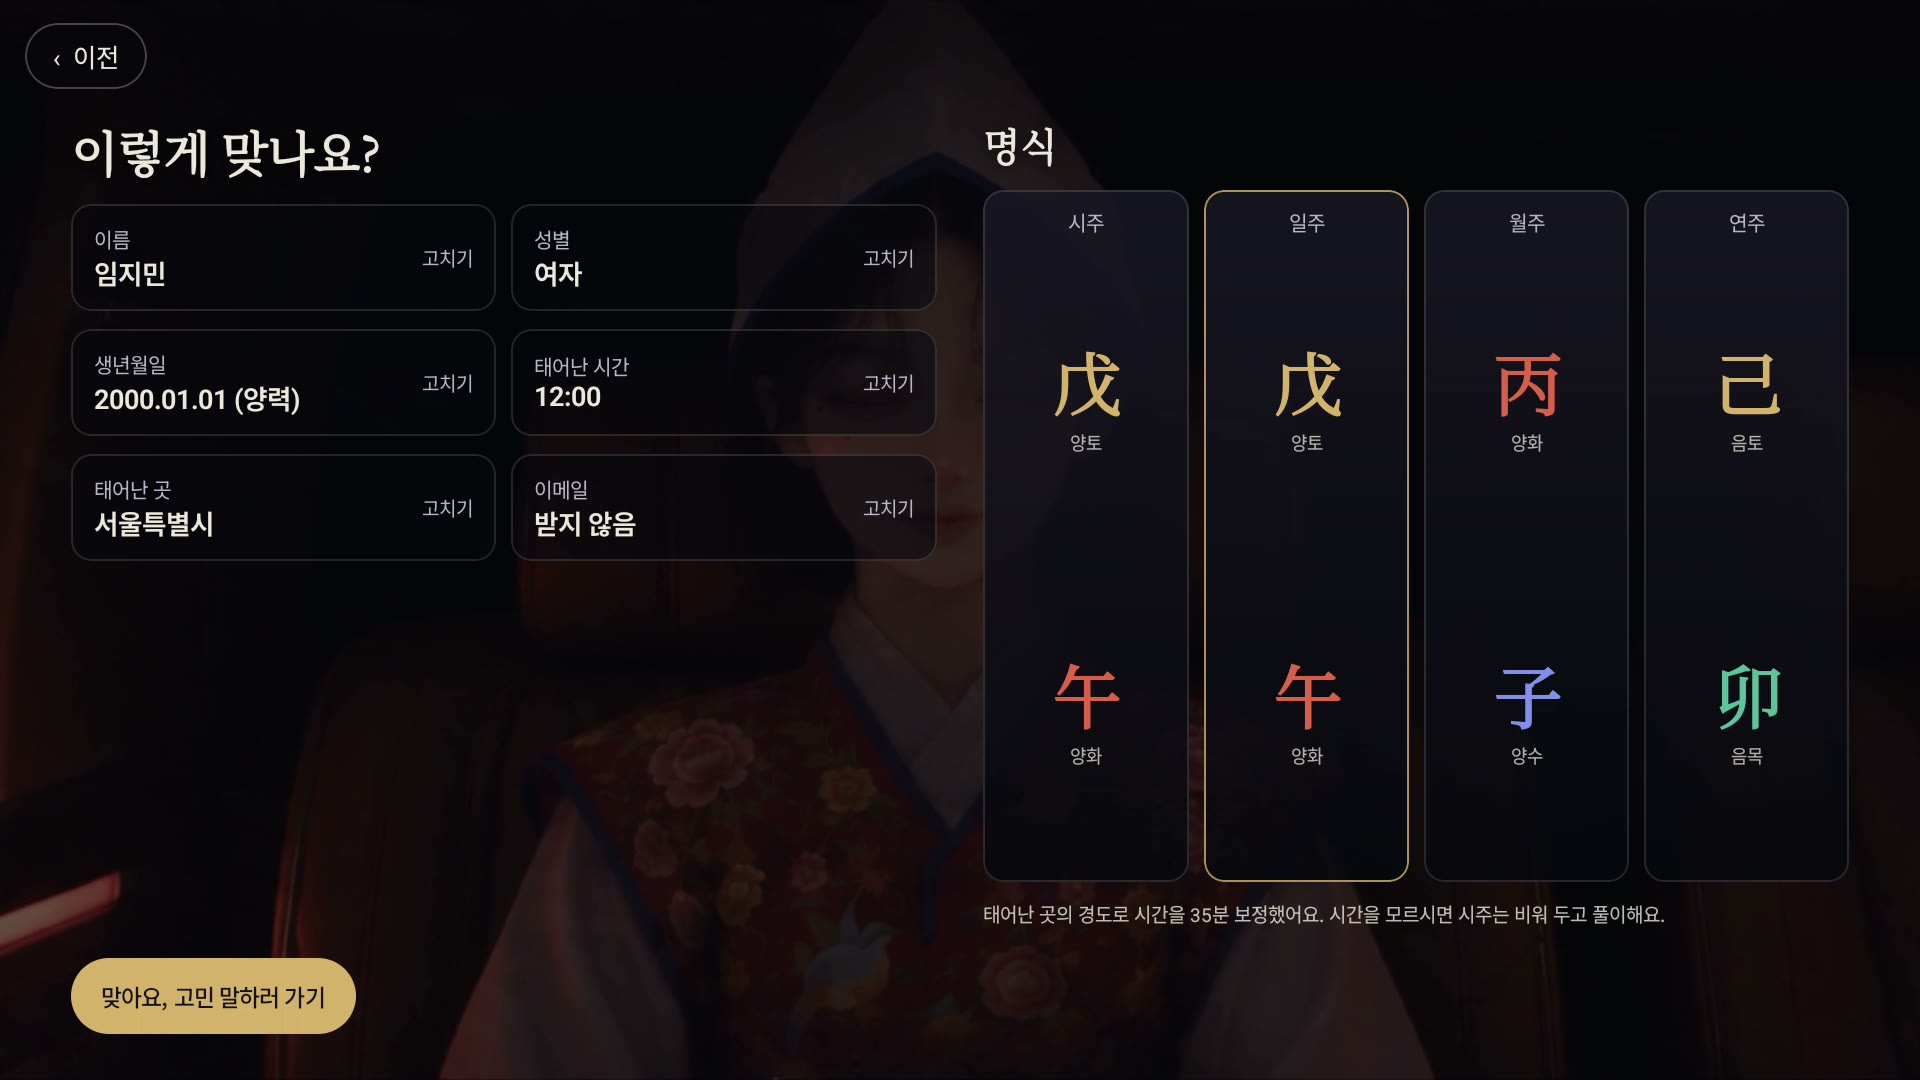 ‹ 이전
이렇게 맞나요?
이름
임지민
고치기
성별
여자
고치기
생년월일
2000.01.01 (양력)
고치기
태어난 시간
12:00
고치기
태어난 곳
서울특별시
고치기
이메일
받지 않음
고치기
맞아요, 고민 말하러 가기
명식
시주
戊
양토
午
양화
일주
戊
양토
午
양화
월주
丙
양화
子
양수
연주
己
음토
卯
음목
태어난 곳의 경도로 시간을 35분 보정했어요. 시간을 모르시면 시주는 비워 두고 풀이해요.